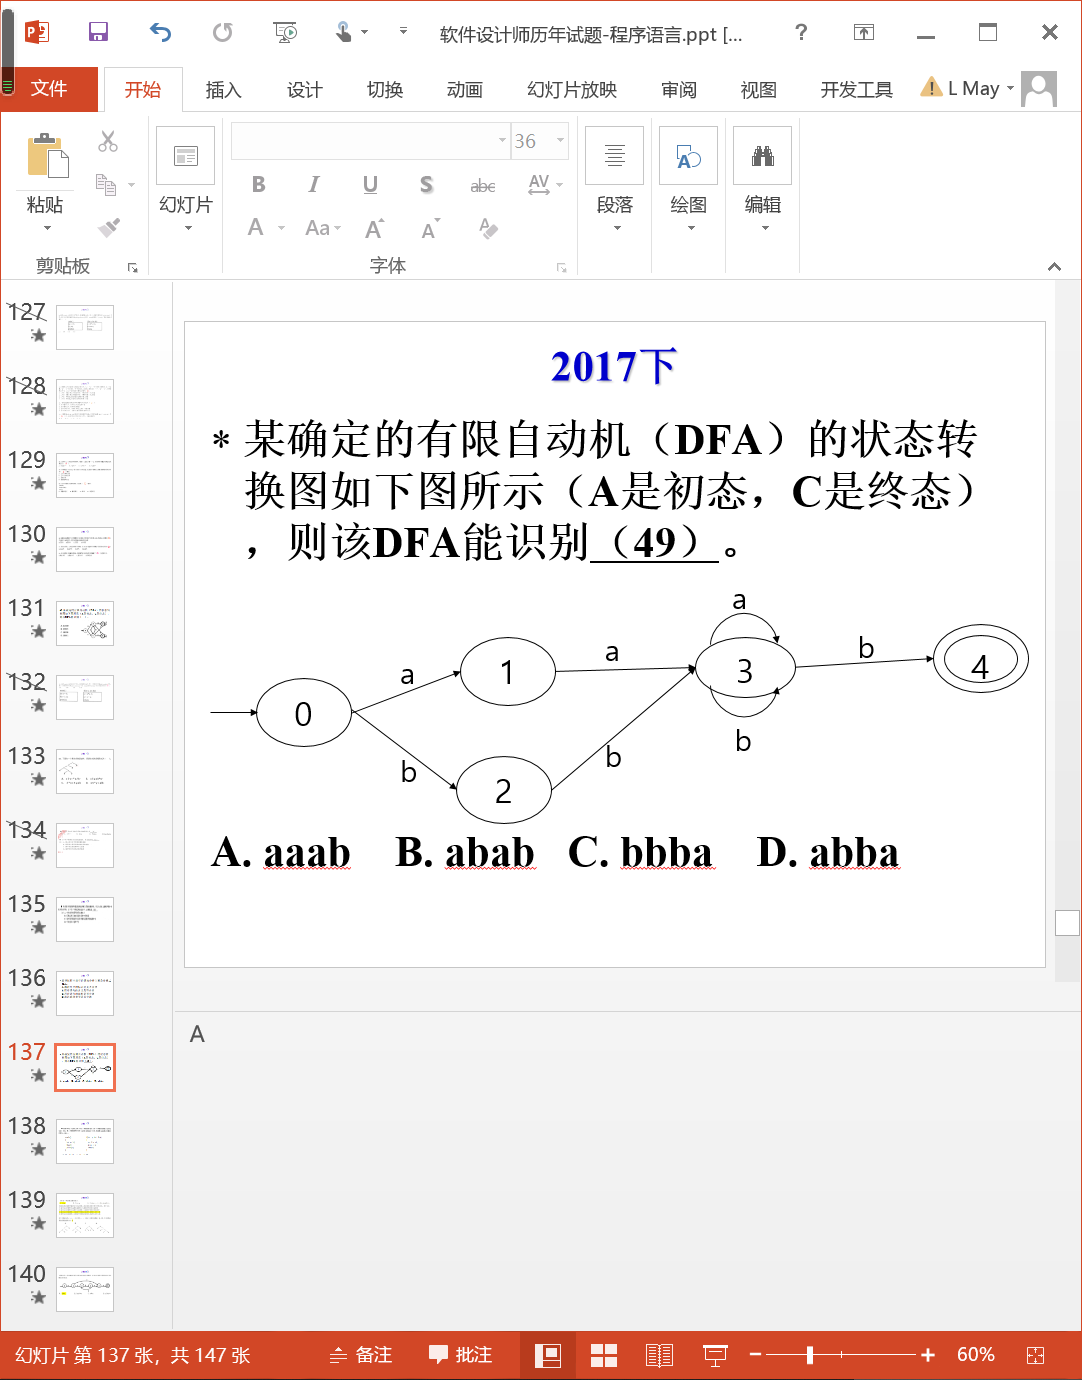 软件设计师历年试题-程序语言.ppt [...
?
文件
开始
插入
设计
切换
动画
幻灯片放映
审阅
视图
开发工具
L May
36
粘贴
幻灯片
B I U S abc AV
A Aa A A A
段落
绘图
编辑
剪贴板
字体
127
128
129
130
131
132
133
134
135
136
137
138
139
140
2017下
* 某确定的有限自动机（DFA）的状态转
换图如下图所示（A是初态，C是终态）
，则该DFA能识别（49）。
a
0
a
1
a
3
b
4
b
2
b
b
A. aaab B. abab C. bbba D. abba
A
幻灯片 第 137 张，共 147 张
备注
批注
60%